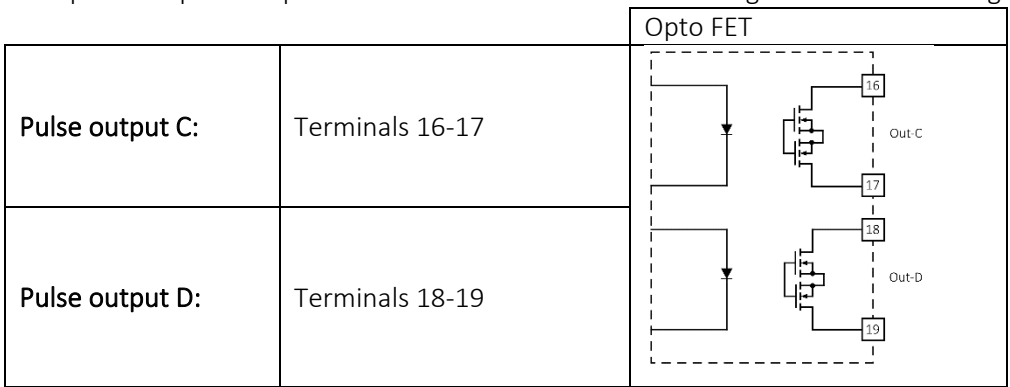 Opto FET
Pulse output C:
Terminals 16-17
16
Out-C
17
Pulse output D:
Terminals 18-19
18
Out-D
19